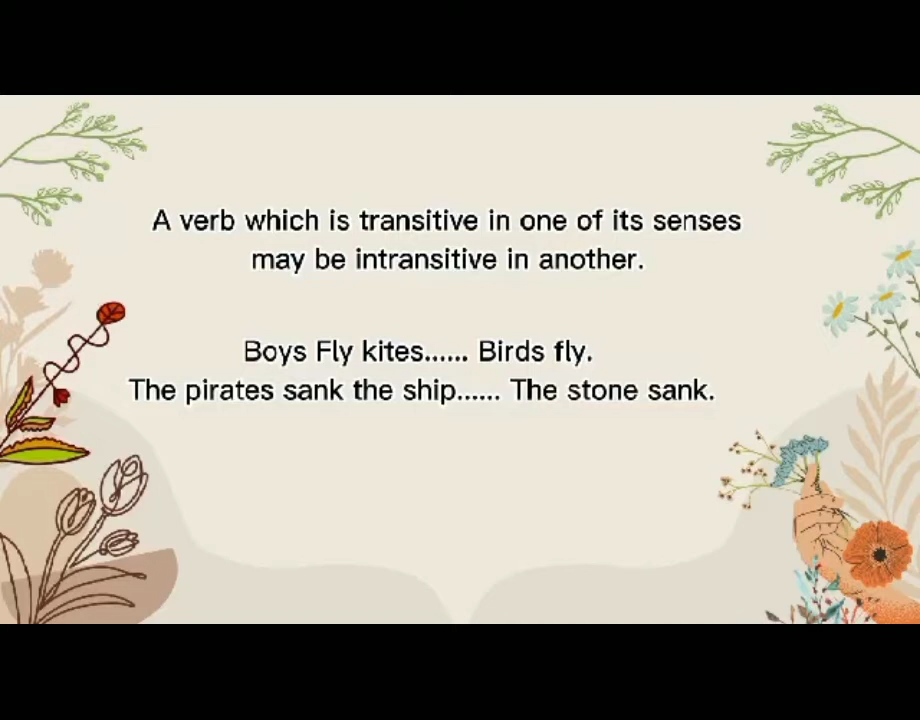 A verb which is transitive in one of its senses
may be intransitive in another.
Boys Fly kites...... Birds fly.
The pirates sank the ship...... The stone sank.